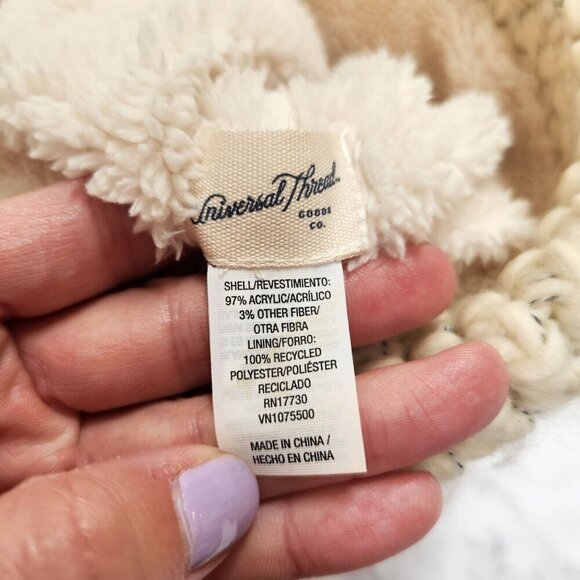 Universal Thread™
GOODS
CO.
SHELL/REVESTIMIENTO:
97% ACRYLIC/ACRÍLICO
3% OTHER FIBER/
OTRA FIBRA
LINING/FORRO:
100% RECYCLED
POLYESTER/POLIÉSTER
RECICLADO
RN17730
VN1075500
MADE IN CHINA /
HECHO EN CHINA